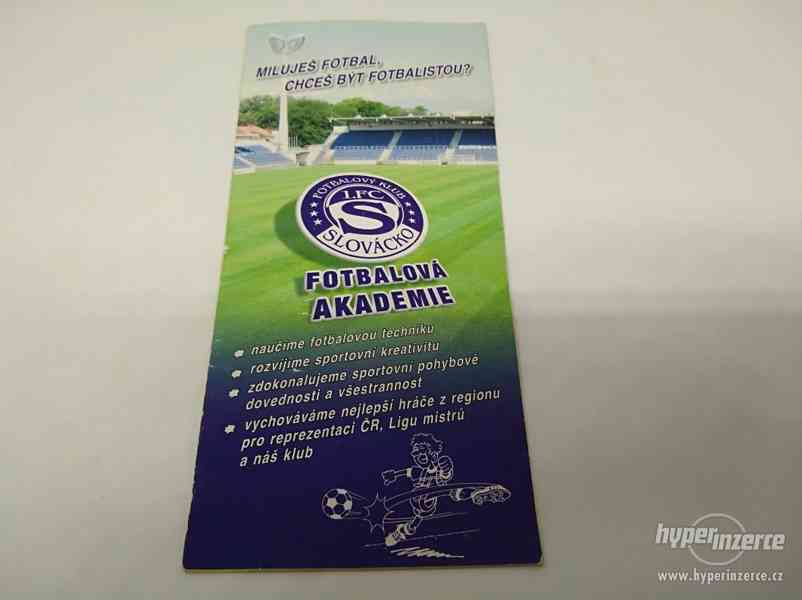 MILUJEŠ FOTBAL,
CHCEŠ BÝT FOTBALISTOU?
FOTBALOVÝ KLUB
1.FC
S
SLOVÁCKO
FOTBALOVÁ
AKADEMIE
naučíme fotbalovou techniku
rozvíjíme sportovní kreativitu
zdokonalujeme sportovní pohybové
dovednosti a všestrannost
vychováváme nejlepší hráče z regionu
pro reprezentaci ČR, Ligu mistrů
a náš klub
hyperinzerce
www.hyperinzerce.cz